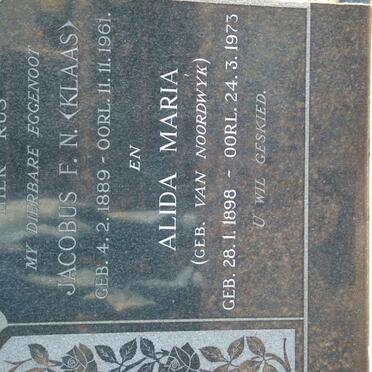 HIER RUS
MY DIERBARE EGGENOOT
JACOBUS F. N. (KLAAS)
GEB. 4. 2. 1889 - OORL. 11. 11. 1961.
EN
ALIDA MARIA
(GEB. VAN NOORDWYK)
GEB. 28. 1. 1898 - OORL. 24. 3. 1973
U WIL GESKIED.